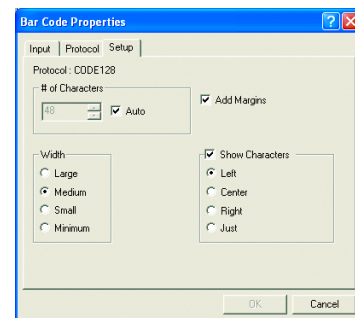 Bar Code Properties
Input Protocol Setup
Protocol : CODE128
# of Characters
48 Auto
Add Margins
Width
Large
Medium
Small
Minimum
Show Characters
Left
Center
Right
Just
OK Cancel